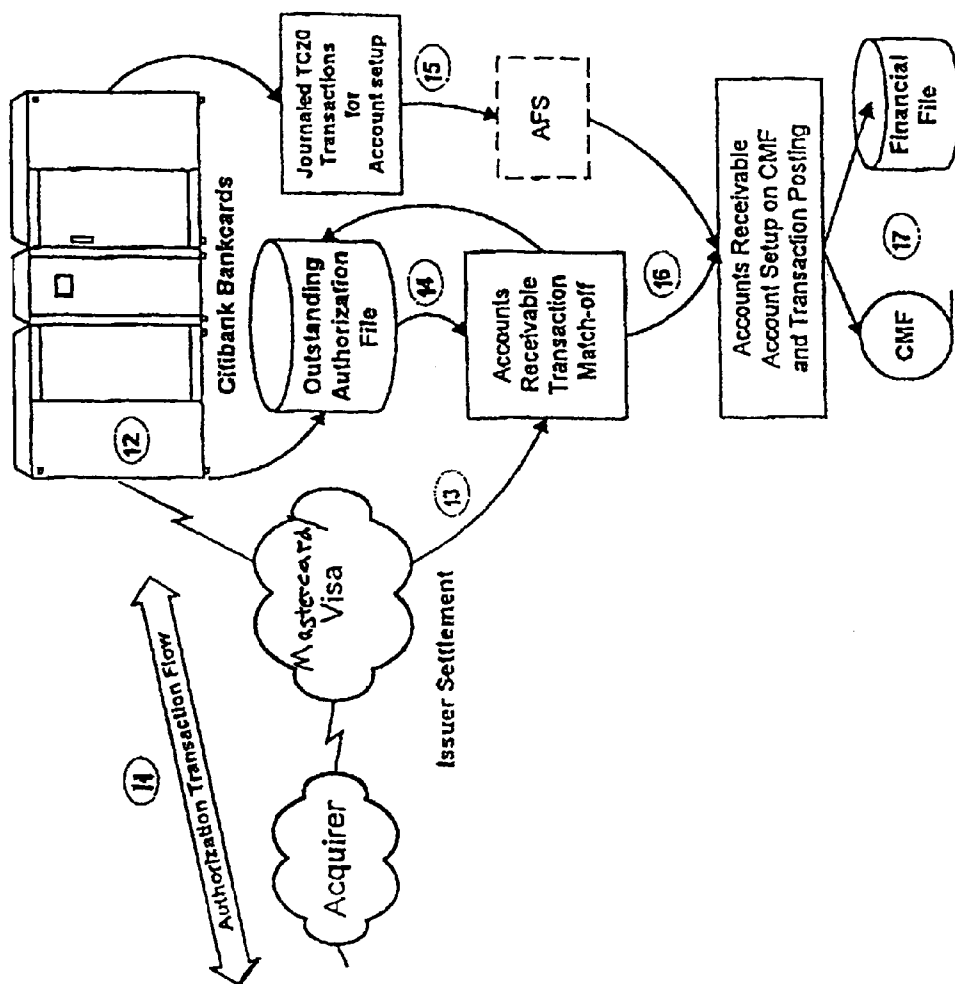 11
Authorization Transaction Flow
Acquirer
Mastercard
Visa
Issuer Settlement
12
Citibank Bankcards
13
Outstanding
Authorization
File
14
Accounts
Receivable
Transaction
Match-off
Journaled TC20
Transactions
for
Account setup
15
AFS
16
Accounts Receivable
Account Setup on CMF
and Transaction Posting
17
CMF
Financial
File